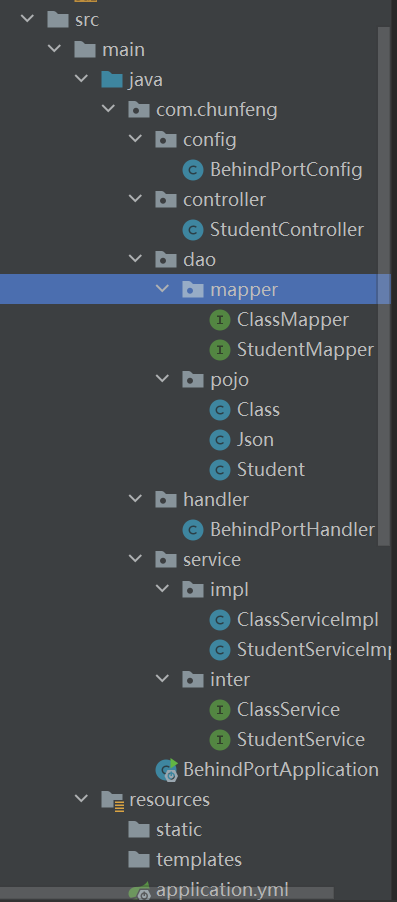 src
main
java
com.chunfeng
config
BehindPortConfig
controller
StudentController
dao
mapper
ClassMapper
StudentMapper
pojo
Class
Json
Student
handler
BehindPortHandler
service
impl
ClassServiceImpl
StudentServiceImp
inter
ClassService
StudentService
BehindPortApplication
resources
static
templates
application.yml